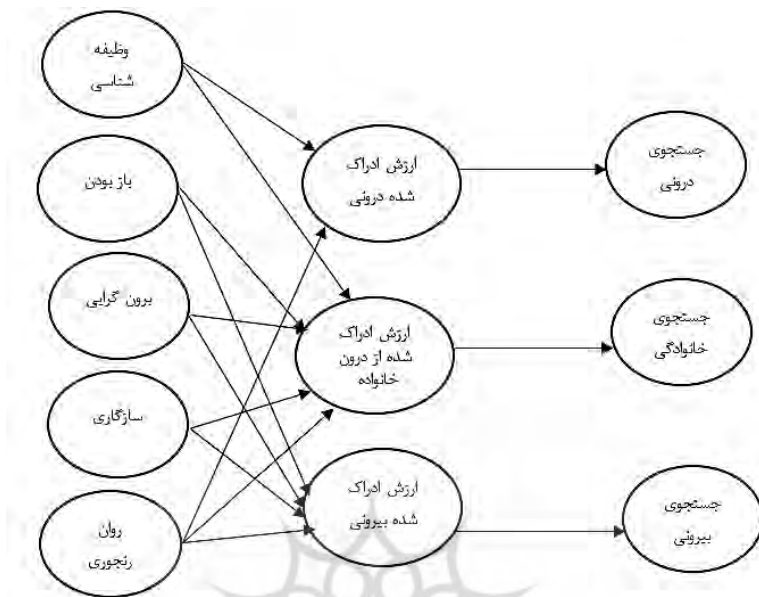 وظیفه
شناسی
باز بودن
برون گرایی
سازگاری
روان
رنجوری
ارزش ادراک
شده درونی
ارزش ادراک
شده از درون
خانواده
ارزش ادراک
شده بیرونی
جستجوی
درونی
جستجوی
خانوادگی
جستجوی
بیرونی